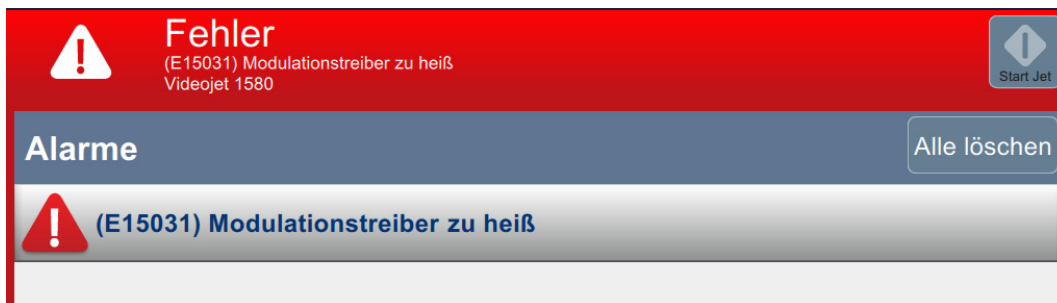 Fehler
(E15031) Modulationstreiber zu heiß
Videojet 1580
Start Jet
Alarme
Alle löschen
(E15031) Modulationstreiber zu heiß